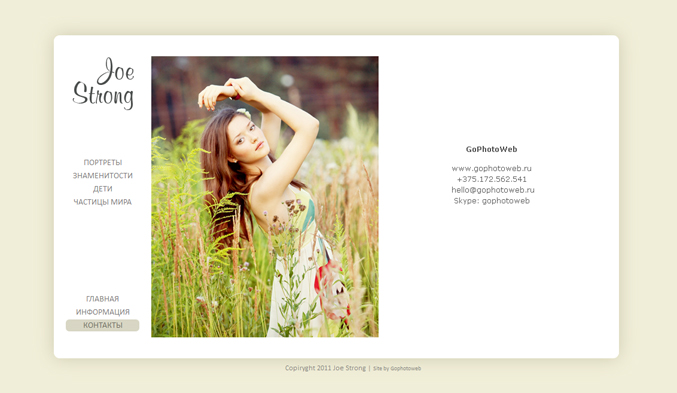 Joe
Strong
ПОРТРЕТЫ
ЗНАМЕНИТОСТИ
ДЕТИ
ЧАСТИЦЫ МИРА
ГЛАВНАЯ
ИНФОРМАЦИЯ
КОНТАКТЫ
GoPhotoWeb
www.gophotoweb.ru
+375.172.562.541
hello@gophotoweb.ru
Skype: gophotoweb
Copiryght 2011 Joe Strong | Site by Gophotoweb